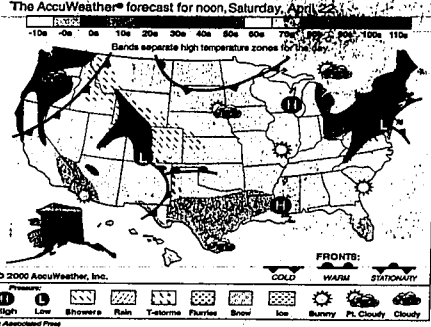 The AccuWeather® forecast for noon, Saturday, April 22.
-10s -0s 0s 10s 20s 30s 40s 50s 60s 70s 80s 90s 100s 110s
Bands separate high temperature zones for the day.
H
L
L
H
FRONTS:
COLD WARM STATIONARY
© 2000 AccuWeather, Inc.
Pressure:
H L
High Low Showers Rain T-storms Flurries Snow Ice Sunny Pt. Cloudy Cloudy
Associated Press